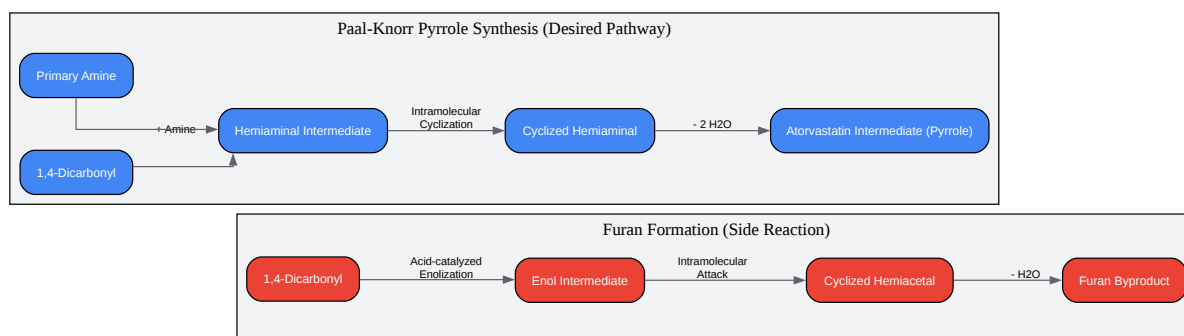 Paal-Knorr Pyrrole Synthesis (Desired Pathway)
Primary Amine
+ Amine
1,4-Dicarbonyl
Hemiaminal Intermediate
Intramolecular
Cyclization
Cyclized Hemiaminal
- 2 H2O
Atorvastatin Intermediate (Pyrrole)
Furan Formation (Side Reaction)
1,4-Dicarbonyl
Acid-catalyzed
Enolization
Enol Intermediate
Intramolecular
Attack
Cyclized Hemiacetal
- H2O
Furan Byproduct